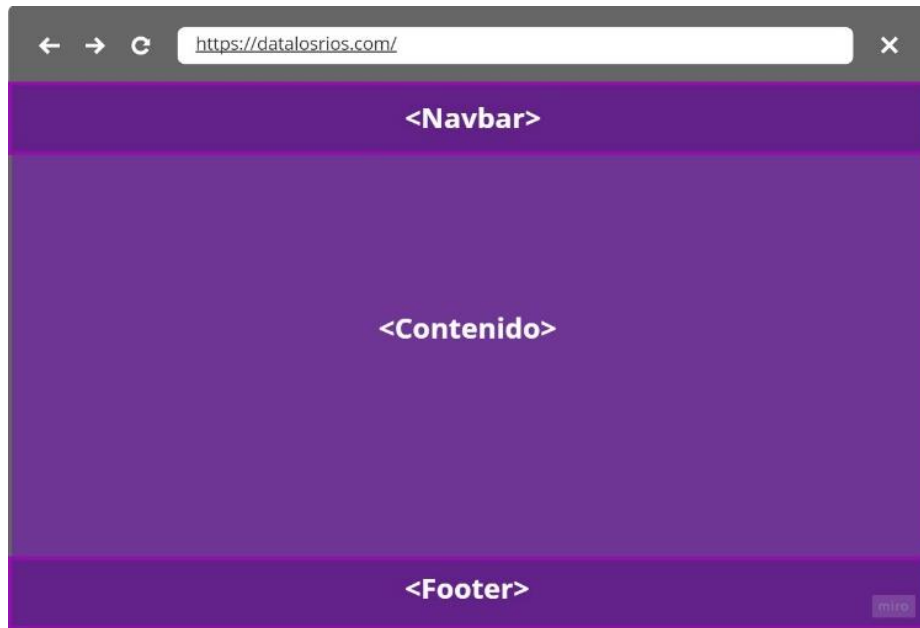 https://datalosrios.com/
<Navbar>
<Contenido>
<Footer>
miro